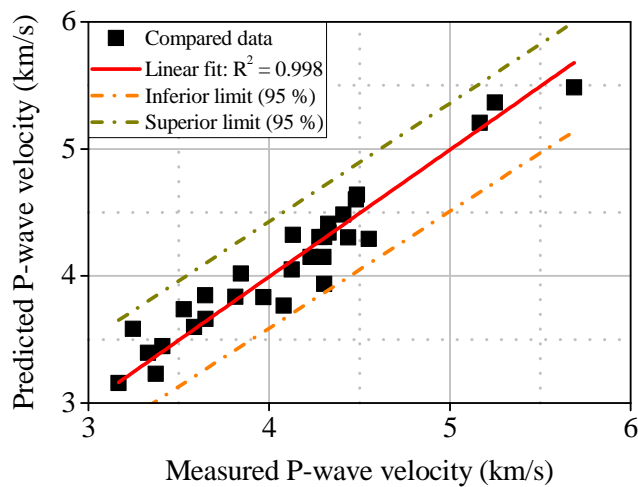 6
5
4
3
Predicted P-wave velocity (km/s)
Compared data
Linear fit: R² = 0.998
Inferior limit (95 %)
Superior limit (95 %)
3 4 5 6
Measured P-wave velocity (km/s)